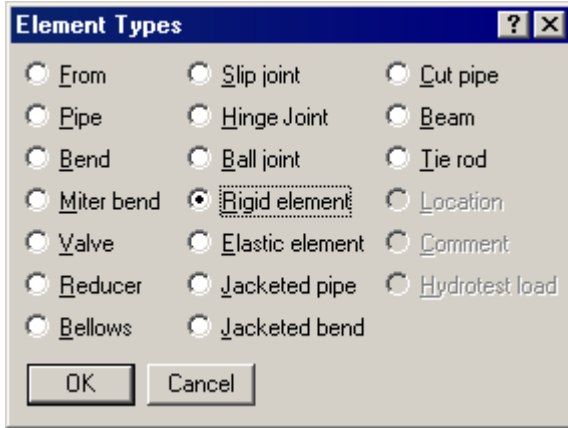 Element Types
From
Slip joint
Cut pipe
Pipe
Hinge Joint
Beam
Bend
Ball joint
Tie rod
Miter bend
Rigid element
Location
Valve
Elastic element
Comment
Reducer
Jacketed pipe
Hydrotest load
Bellows
Jacketed bend
OK
Cancel